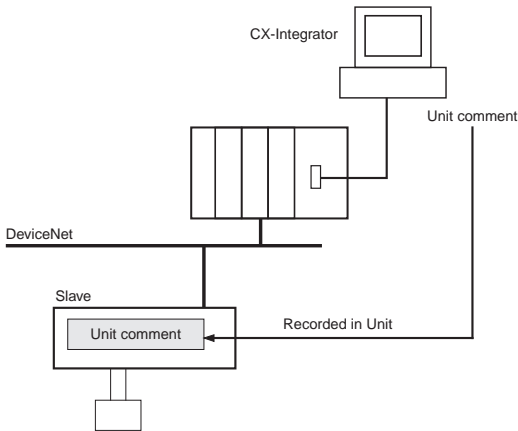 CX-Integrator
Unit comment
DeviceNet
Slave
Unit comment
Recorded in Unit